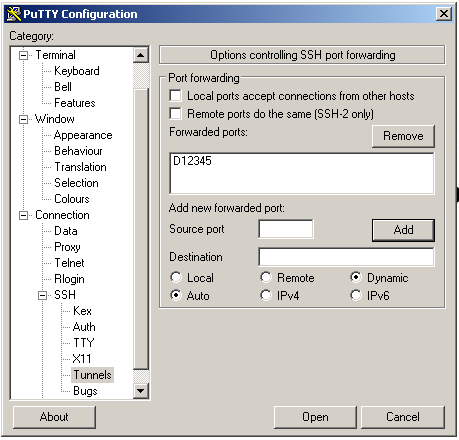 PuTTY Configuration
Category:
Terminal
Keyboard
Bell
Features
Window
Appearance
Behaviour
Translation
Selection
Colours
Connection
Data
Proxy
Telnet
Rlogin
SSH
Kex
Auth
TTY
X11
Tunnels
Bugs
Options controlling SSH port forwarding
Port forwarding
Local ports accept connections from other hosts
Remote ports do the same (SSH-2 only)
Forwarded ports:
Remove
D12345
Add new forwarded port:
Source port
Add
Destination
Local Remote Dynamic
Auto IPv4 IPv6
About Open Cancel